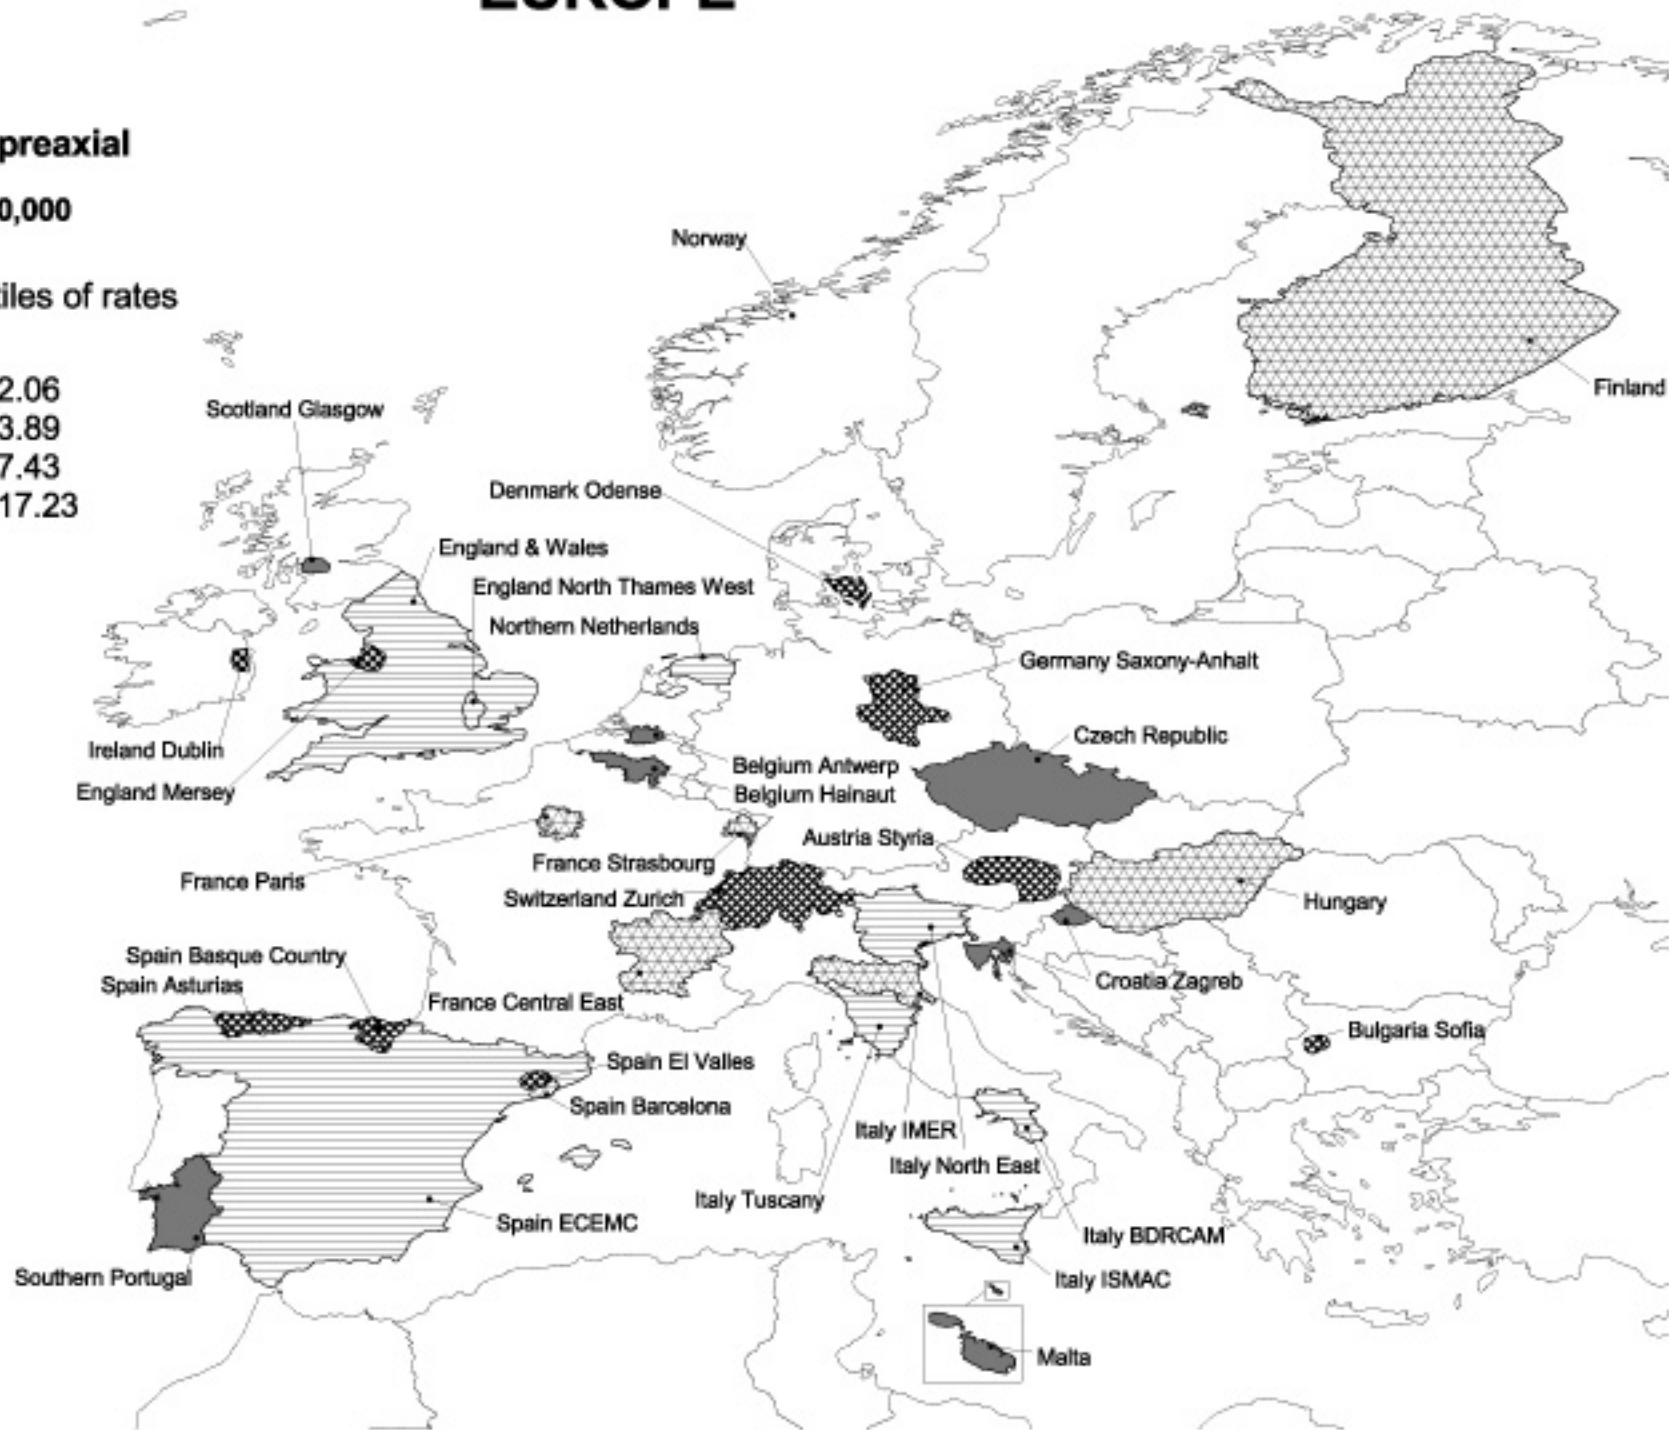 EUROPE
preaxial
0,000
tiles of rates
2.06
3.89
7.43
17.23
Norway
Finland
Scotland Glasgow
Denmark Odense
England & Wales
England North Thames West
Northern Netherlands
Germany Saxony-Anhalt
Czech Republic
Ireland Dublin
England Mersey
Belgium Antwerp
Belgium Hainaut
Austria Styria
France Strasbourg
France Paris
Switzerland Zurich
Hungary
Spain Basque Country
Spain Asturias
France Central East
Croatia Zagreb
Bulgaria Sofia
Spain El Valles
Spain Barcelona
Italy IMER
Italy North East
Italy Tuscany
Spain ECEMC
Italy BDRCAM
Southern Portugal
Italy ISMAC
Malta